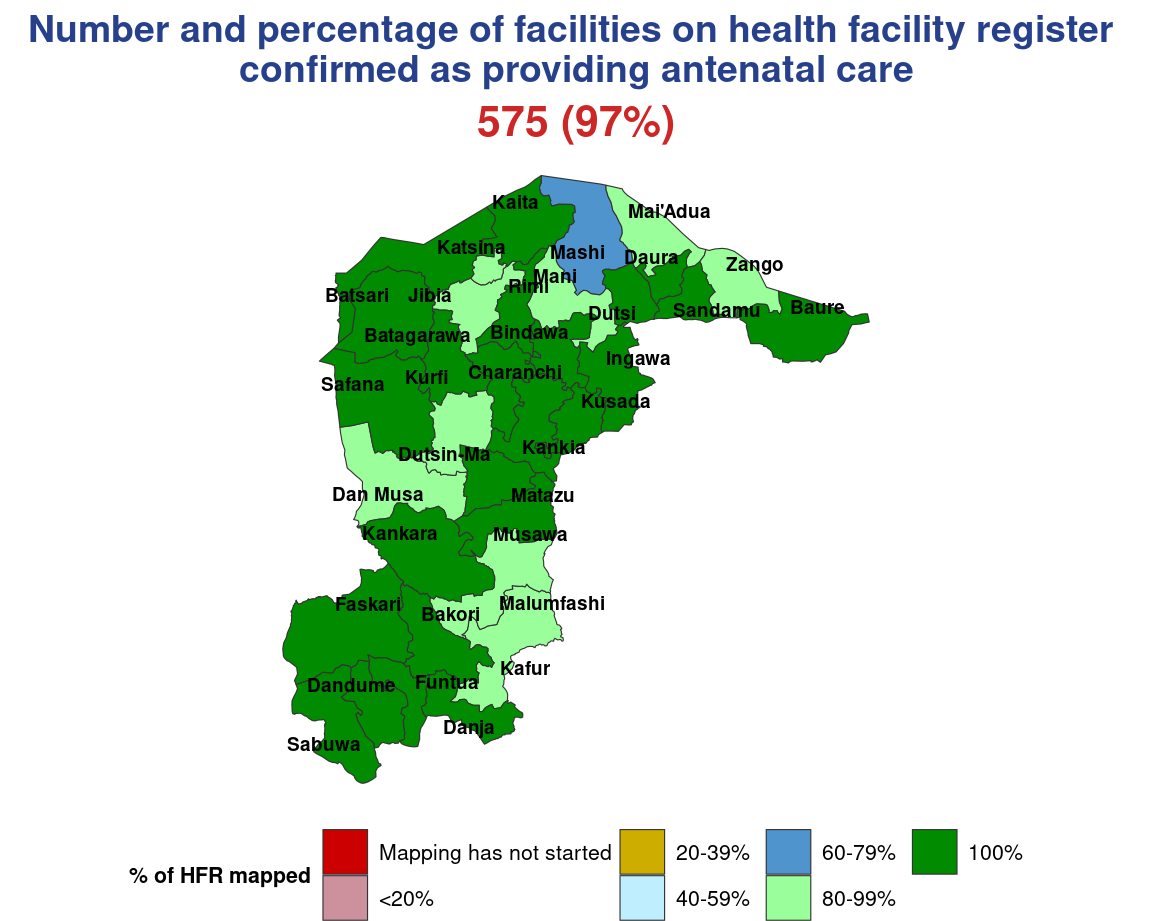 Number and percentage of facilities on health facility register
confirmed as providing antenatal care
575 (97%)
Kaita
Mai'Adua
Katsina
Mashi
Daura
Zango
Mani
Rimi
Batsari
Jibia
Dutsi
Sandamu
Baure
Batagarawa
Bindawa
Ingawa
Charanchi
Safana
Kurfi
Kusada
Kankia
Dutsin-Ma
Dan Musa
Matazu
Kankara
Musawa
Faskari
Malumfashi
Bakori
Kafur
Dandume
Funtua
Danja
Sabuwa
% of HFR mapped
Mapping has not started
<20%
20-39%
40-59%
60-79%
80-99%
100%